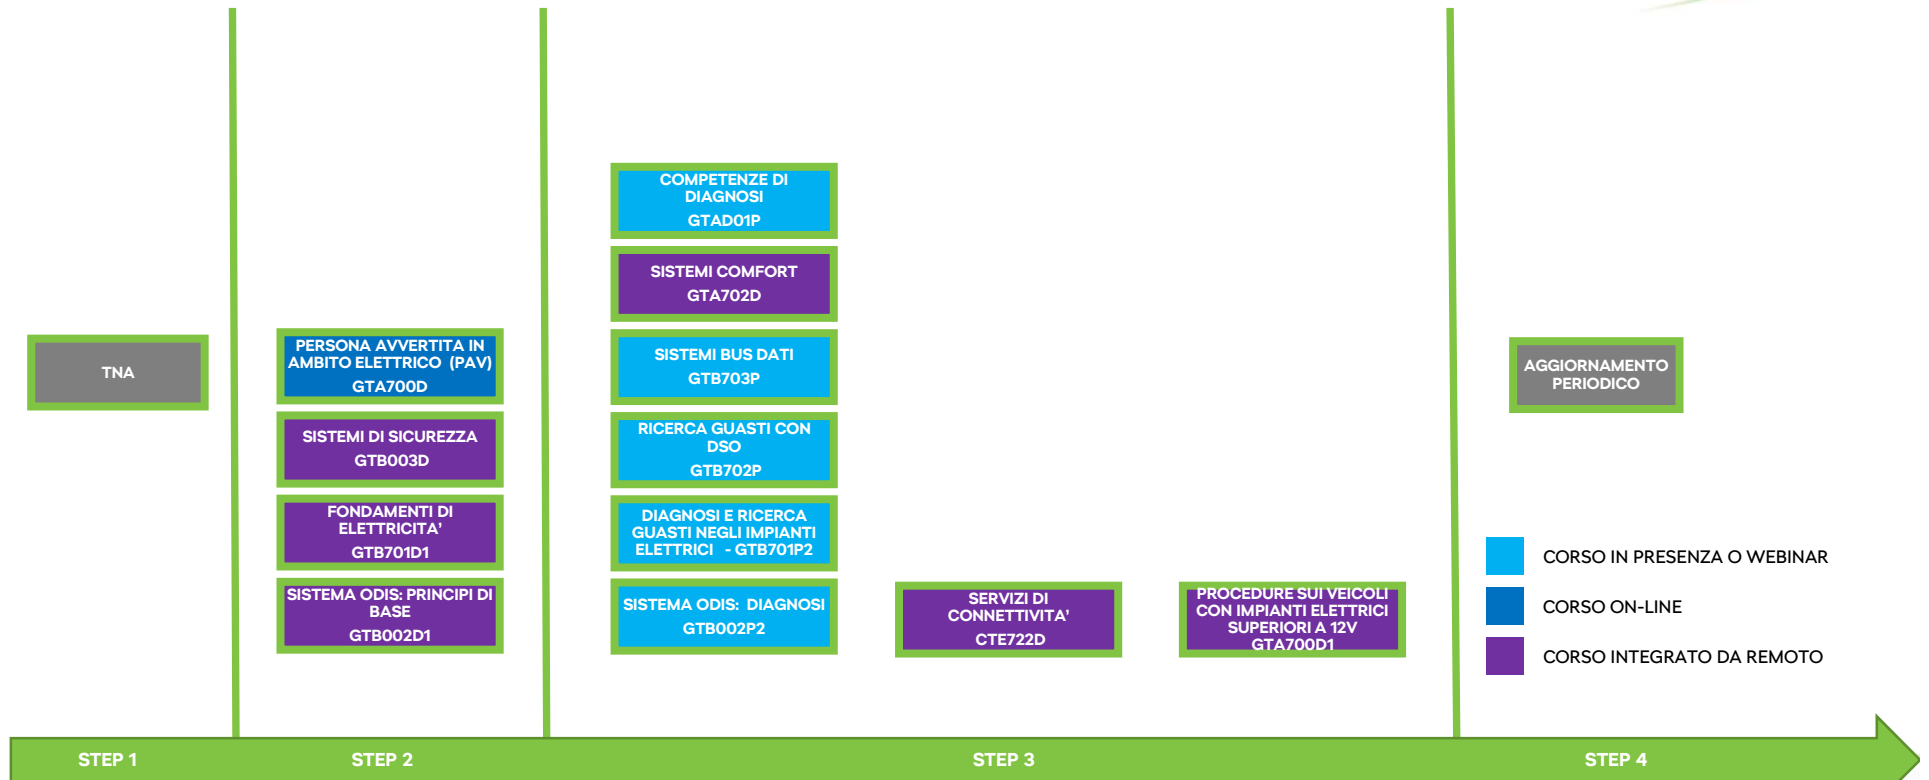 TNA
PERSONA AVVERTITA IN
AMBITO ELETTRICO (PAV)
GTA700D
SISTEMI DI SICUREZZA
GTB003D
FONDAMENTI DI
ELETTRICITA'
GTB701D1
SISTEMA ODIS: PRINCIPI DI
BASE
GTB002D1
COMPETENZE DI
DIAGNOSI
GTAD01P
SISTEMI COMFORT
GTA702D
SISTEMI BUS DATI
GTB703P
RICERCA GUASTI CON
DSO
GTB702P
DIAGNOSI E RICERCA
GUASTI NEGLI IMPIANTI
ELETTRICI - GTB701P2
SISTEMA ODIS: DIAGNOSI
GTB002P2
SERVIZI DI
CONNETTIVITA'
CTE722D
PROCEDURE SUI VEICOLI
CON IMPIANTI ELETTRICI
SUPERIORI A 12V
GTA700D1
AGGIORNAMENTO
PERIODICO
CORSO IN PRESENZA O WEBINAR
CORSO ON-LINE
CORSO INTEGRATO DA REMOTO
STEP 1
STEP 2
STEP 3
STEP 4